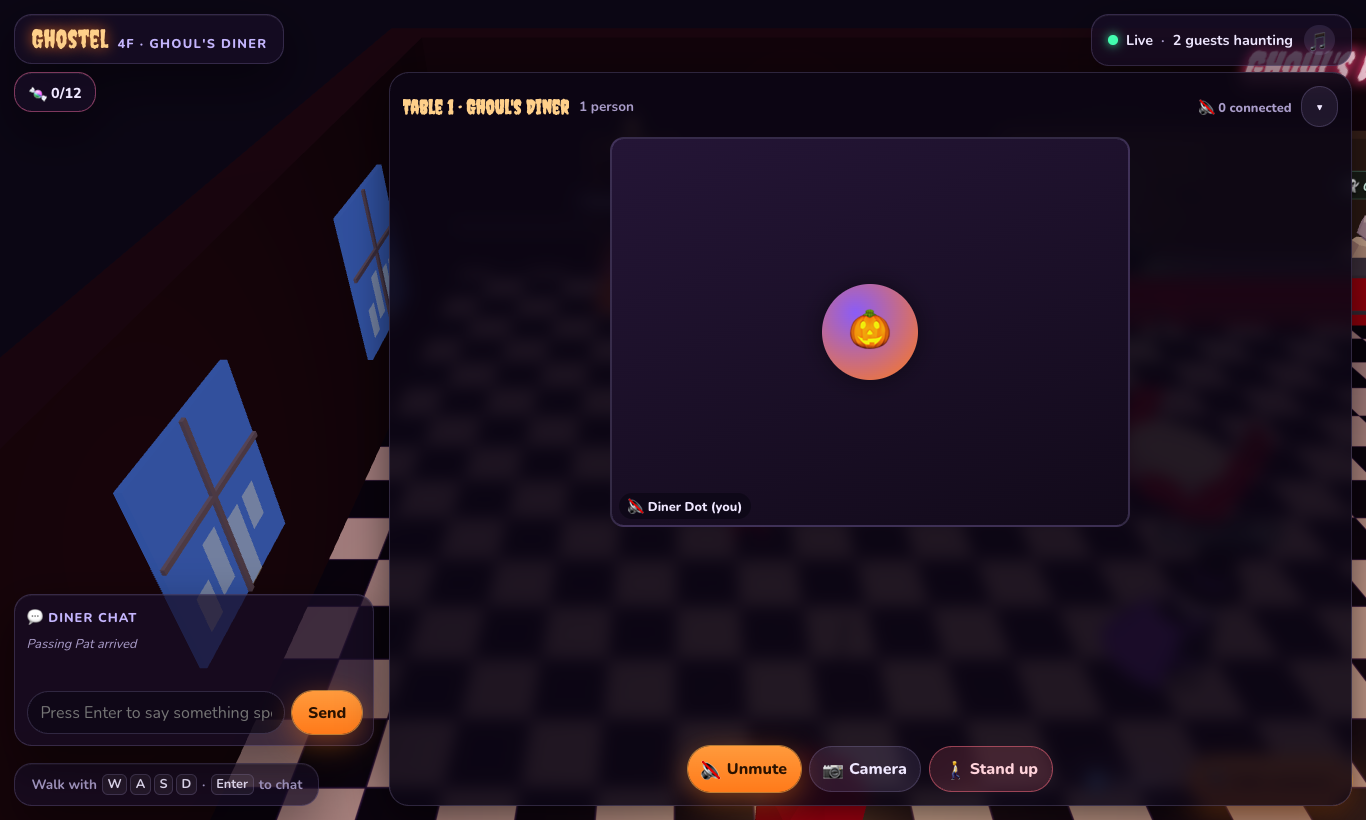 GHOSTEL 4F · GHOUL'S DINER
Live · 2 guests haunting
0/12
GHOUL'S
TABLE 1 · GHOUL'S DINER 1 person
0 connected
Diner Dot (you)
DINER CHAT
Passing Pat arrived
Press Enter to say something sp
Send
Unmute
Camera
Stand up
Walk with W A S D · Enter to chat